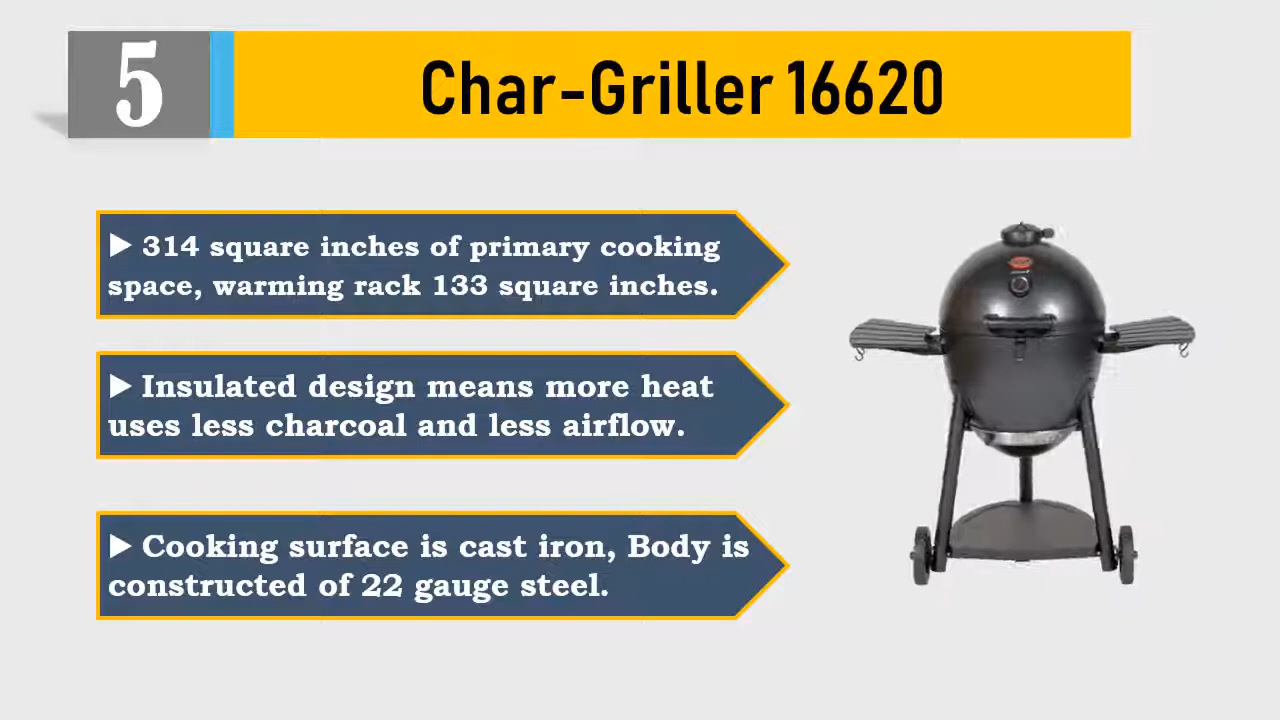 5
Char-Griller 16620
▶ 314 square inches of primary cooking
space, warming rack 133 square inches.
▶ Insulated design means more heat
uses less charcoal and less airflow.
▶ Cooking surface is cast iron, Body is
constructed of 22 gauge steel.